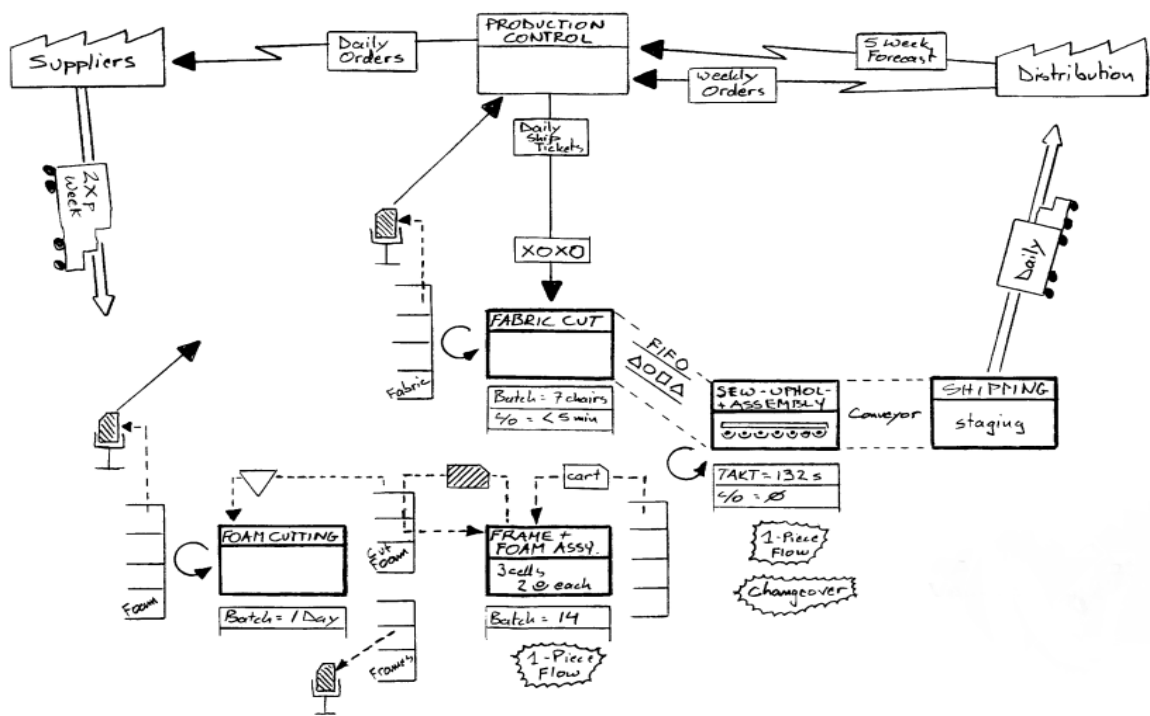 PRODUCTION
CONTROL
Suppliers
Daily
Orders
5 Week
Forecast
Weekly
Orders
Distribution
Daily
Ship
Tickets
2xp
week
XOXO
Daily
FABRIC CUT
Fabric
Batch = 7 chairs
c/o = < 5 min
FIFO
SEW-UPHOL-
+ ASSEMBLY
Conveyor
SHIPPING
staging
TAKT = 132 s
c/o = Ø
1-Piece
Flow
Changeover
cart
FOAM CUTTING
Foam
Batch = 1 Day
Cut
Foam
FRAME +
FOAM ASSY.
3 cells
2 each
Batch = 14
1-Piece
Flow
Frames